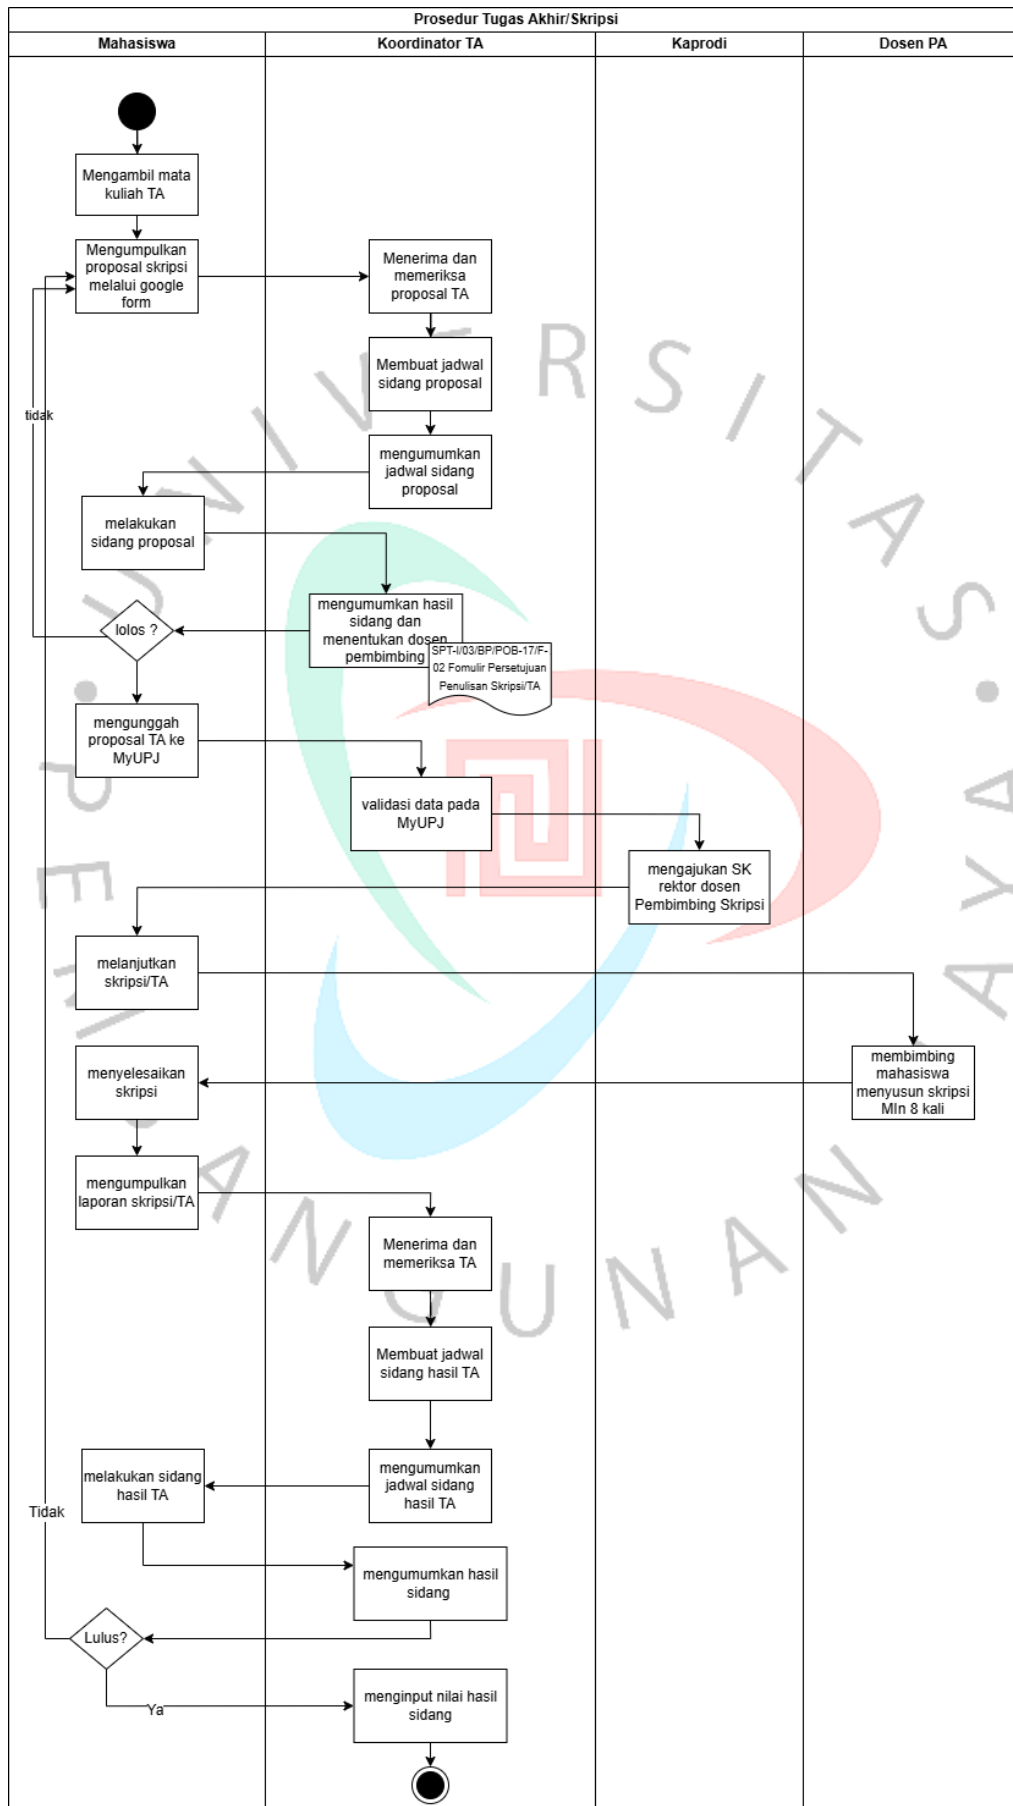 Prosedur Tugas Akhir/Skripsi
Mahasiswa
Koordinator TA
Kaprodi
Dosen PA
Mengambil mata
kuliah TA
Mengumpulkan
proposal skripsi
melalui google
form
Menerima dan
memeriksa
proposal TA
Membuat jadwal
sidang proposal
tidak
mengumumkan
jadwal sidang
proposal
melakukan
sidang proposal
mengumumkan hasil
sidang dan
menentukan dosen
pembimbing
lolos ?
SPT-I/03/BP/POB-17/F-
02 Fomulir Persetujuan
Penulisan Skripsi/TA
mengunggah
proposal TA ke
MyUPJ
validasi data pada
MyUPJ
mengajukan SK
rektor dosen
Pembimbing Skripsi
melanjutkan
skripsi/TA
membimbing
mahasiswa
menyusun skripsi
MIn 8 kali
menyelesaikan
skripsi
mengumpulkan
laporan skripsi/TA
Menerima dan
memeriksa TA
Membuat jadwal
sidang hasil TA
mengumumkan
jadwal sidang
hasil TA
melakukan sidang
hasil TA
Tidak
mengumumkan hasil
sidang
Lulus?
Ya
menginput nilai hasil
sidang
UNIVERSITAS
PEMBANGUNAN
JAYA